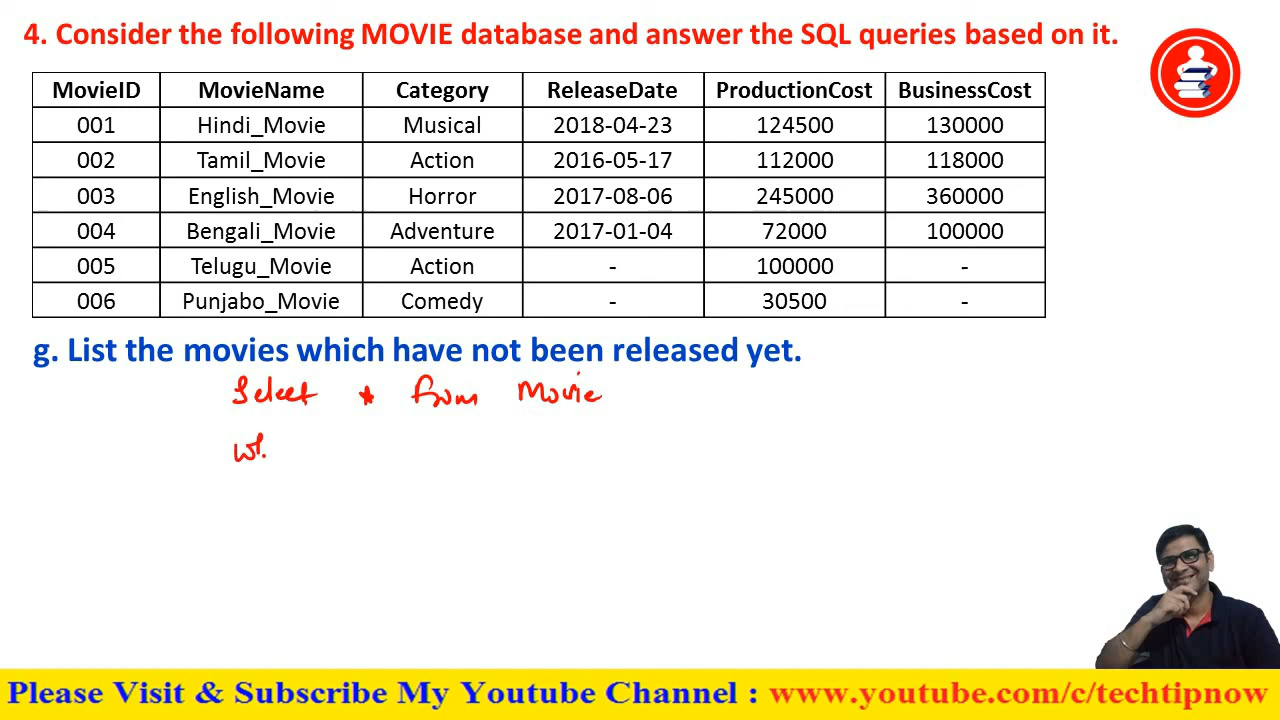 4. Consider the following MOVIE database and answer the SQL queries based on it.
MovieID MovieName Category ReleaseDate ProductionCost BusinessCost
001 Hindi_Movie Musical 2018-04-23 124500 130000
002 Tamil_Movie Action 2016-05-17 112000 118000
003 English_Movie Horror 2017-08-06 245000 360000
004 Bengali_Movie Adventure 2017-01-04 72000 100000
005 Telugu_Movie Action - 100000 -
006 Punjabo_Movie Comedy - 30500 -
g. List the movies which have not been released yet.
Select * from Movie
wh
Please Visit & Subscribe My Youtube Channel : www.youtube.com/c/techtipnow